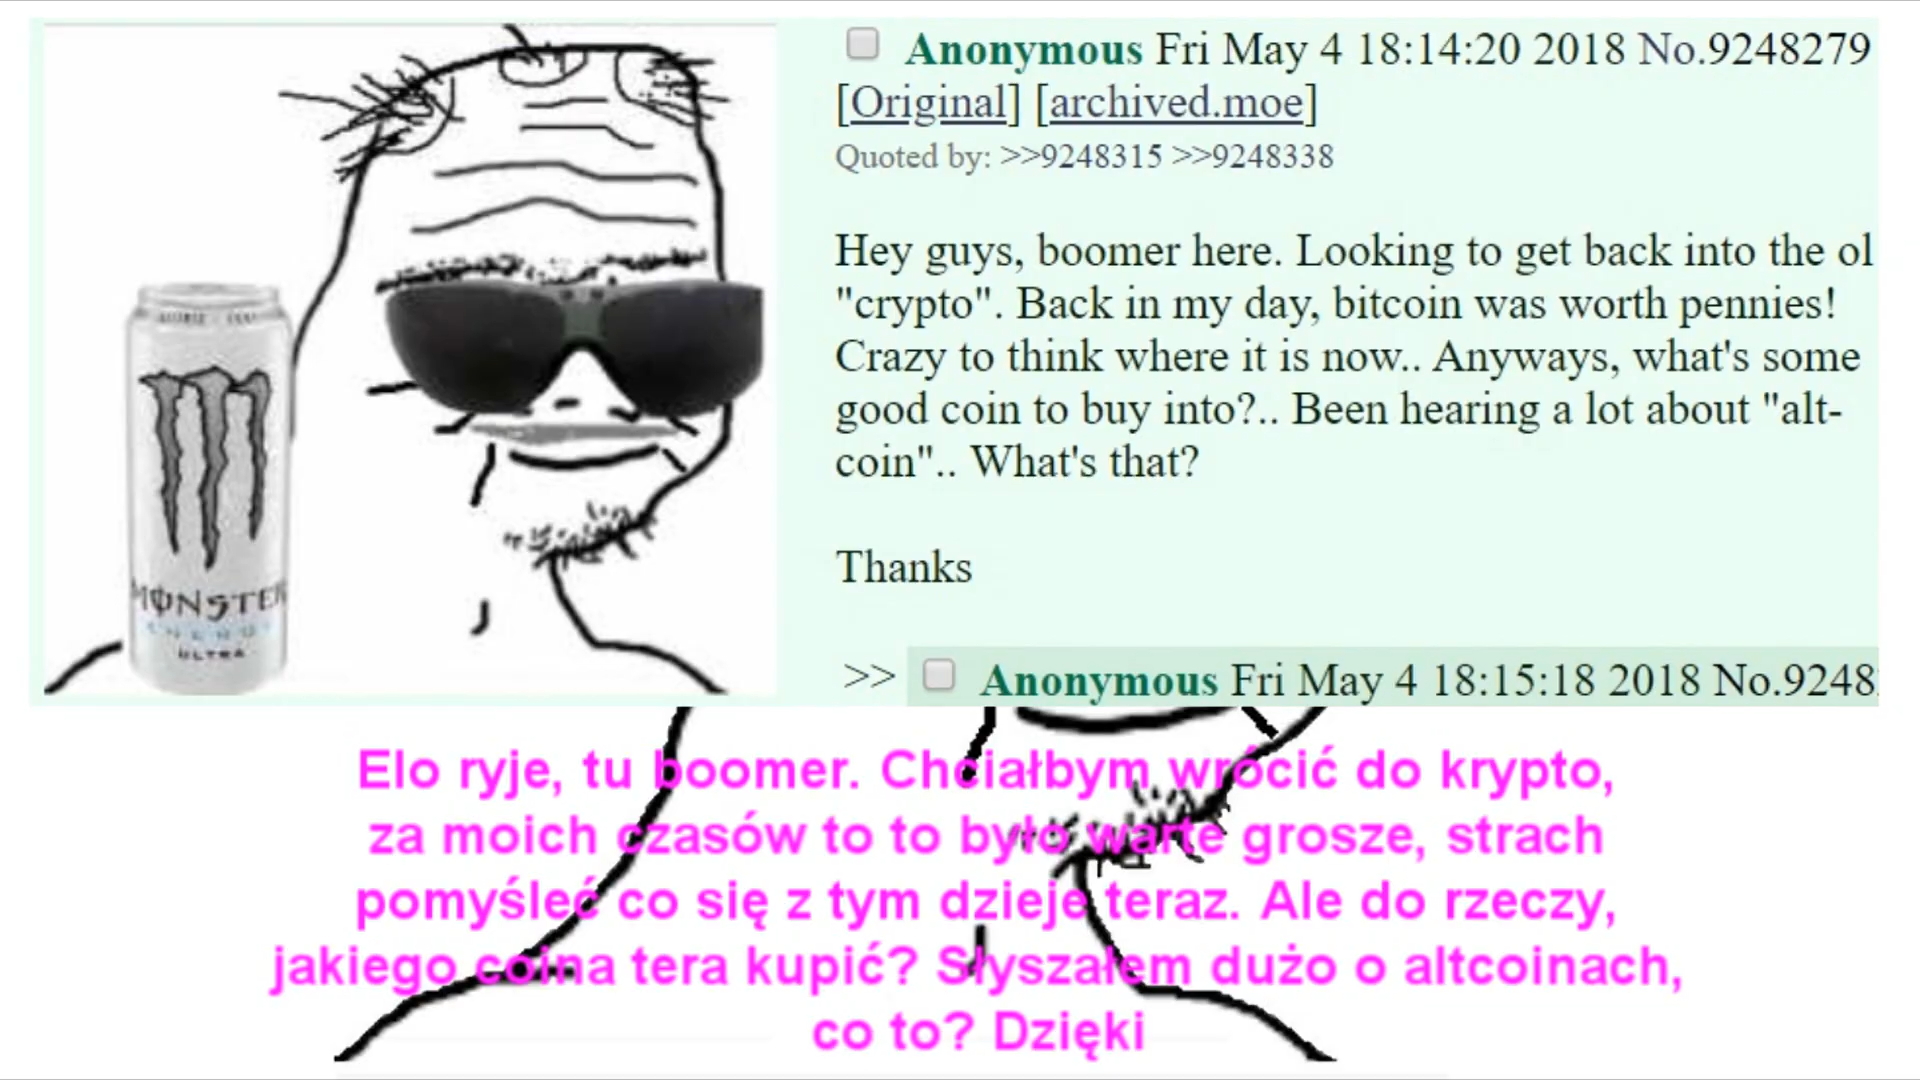 Anonymous Fri May 4 18:14:20 2018 No.9248279
[Original] [archived.moe]
Quoted by: >>9248315 >>9248338
Hey guys, boomer here. Looking to get back into the ol
"crypto". Back in my day, bitcoin was worth pennies!
Crazy to think where it is now.. Anyways, what's some
good coin to buy into?.. Been hearing a lot about "alt-
coin".. What's that?
Thanks
>> Anonymous Fri May 4 18:15:18 2018 No.9248
MONSTER
ENERGY
ULTRA
Elo ryje, tu boomer. Chciałbym wrócić do krypto,
za moich czasów to to było warte grosze, strach
pomyśleć co się z tym dzieje teraz. Ale do rzeczy,
jakiego coina tera kupić? Słyszałem dużo o altcoinach,
co to? Dzięki